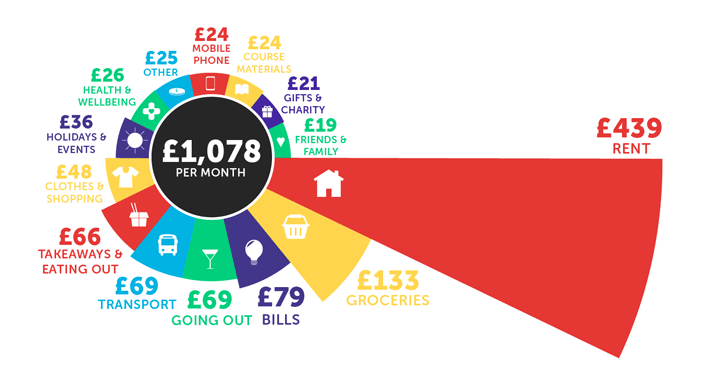 £24
MOBILE
PHONE
£24
COURSE
MATERIALS
£21
GIFTS &
CHARITY
£19
FRIENDS &
FAMILY
£439
RENT
£133
GROCERIES
£79
BILLS
£69
GOING OUT
£69
TRANSPORT
£66
TAKEAWAYS &
EATING OUT
£48
CLOTHES &
SHOPPING
£36
HOLIDAYS &
EVENTS
£26
HEALTH &
WELLBEING
£25
OTHER
£1,078
PER MONTH